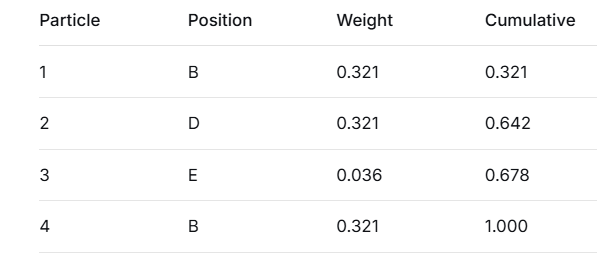 Particle Position Weight Cumulative
1 B 0.321 0.321
2 D 0.321 0.642
3 E 0.036 0.678
4 B 0.321 1.000